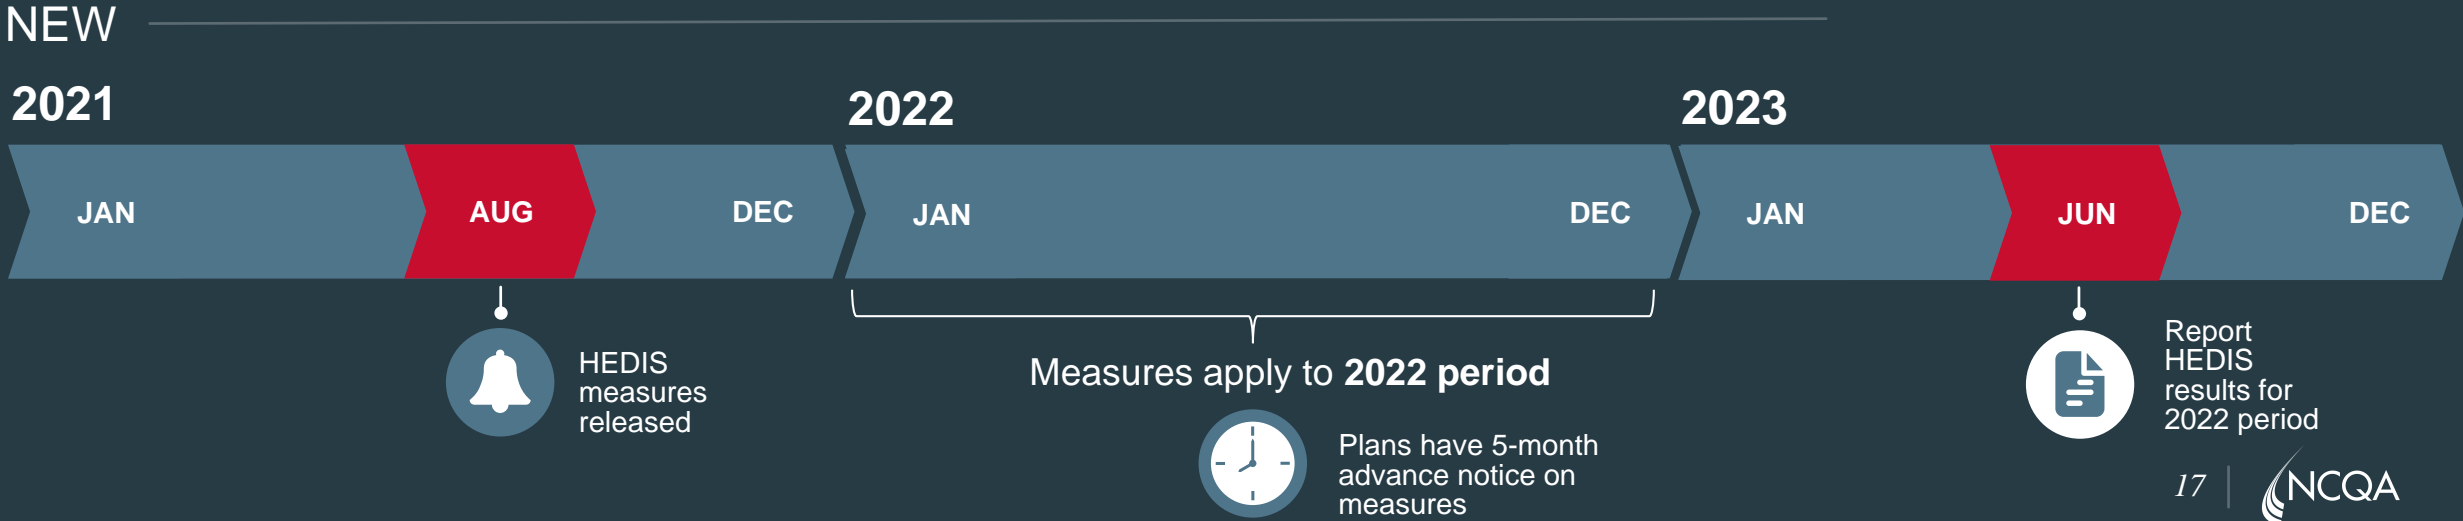 NEW
2021
2022
2023
JAN
AUG
DEC
JAN
DEC
JAN
JUN
DEC
HEDIS
measures
released
Measures apply to 2022 period
Plans have 5-month
advance notice on
measures
Report
HEDIS
results for
2022 period
17
NCQA